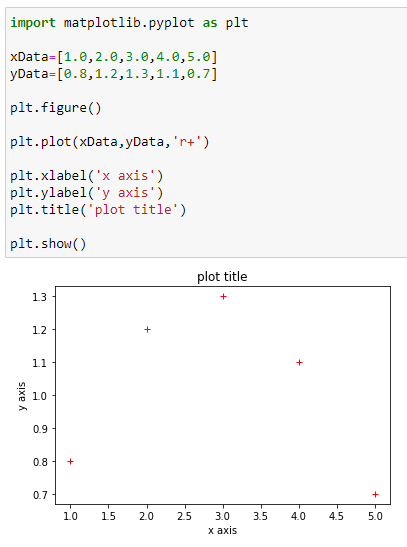 import matplotlib.pyplot as plt
xData=[1.0,2.0,3.0,4.0,5.0]
yData=[0.8,1.2,1.3,1.1,0.7]
plt.figure()
plt.plot(xData,yData,'r+')
plt.xlabel('x axis')
plt.ylabel('y axis')
plt.title('plot title')
plt.show()
plot title
1.3
1.2
1.1
1.0
0.9
0.8
0.7
y axis
1.0 1.5 2.0 2.5 3.0 3.5 4.0 4.5 5.0
x axis